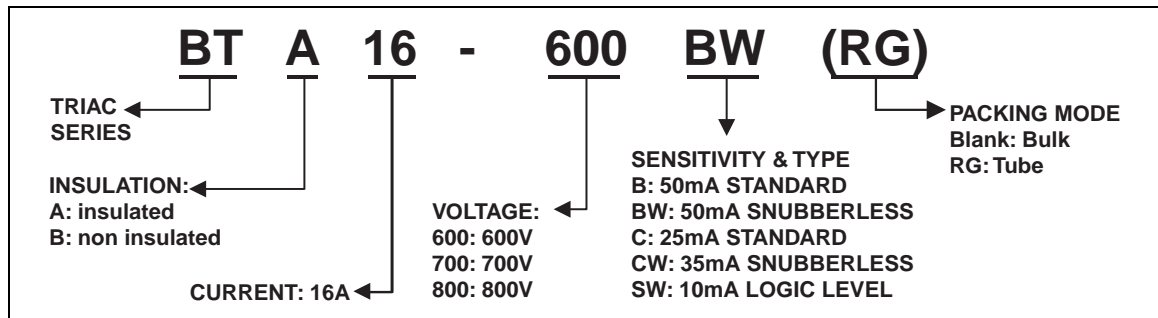 BT A 16 - 600 BW (RG)
TRIAC
SERIES
INSULATION:
A: insulated
B: non insulated
CURRENT: 16A
VOLTAGE:
600: 600V
700: 700V
800: 800V
SENSITIVITY & TYPE
B: 50mA STANDARD
BW: 50mA SNUBBERLESS
C: 25mA STANDARD
CW: 35mA SNUBBERLESS
SW: 10mA LOGIC LEVEL
PACKING MODE
Blank: Bulk
RG: Tube